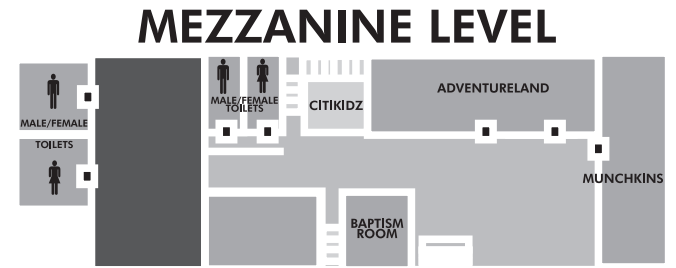 MEZZANINE LEVEL
MALE/FEMALE
TOILETS
MALE/FEMALE
TOILETS
CITIKIDZ
ADVENTURELAND
MUNCHKINS
BAPTISM
ROOM